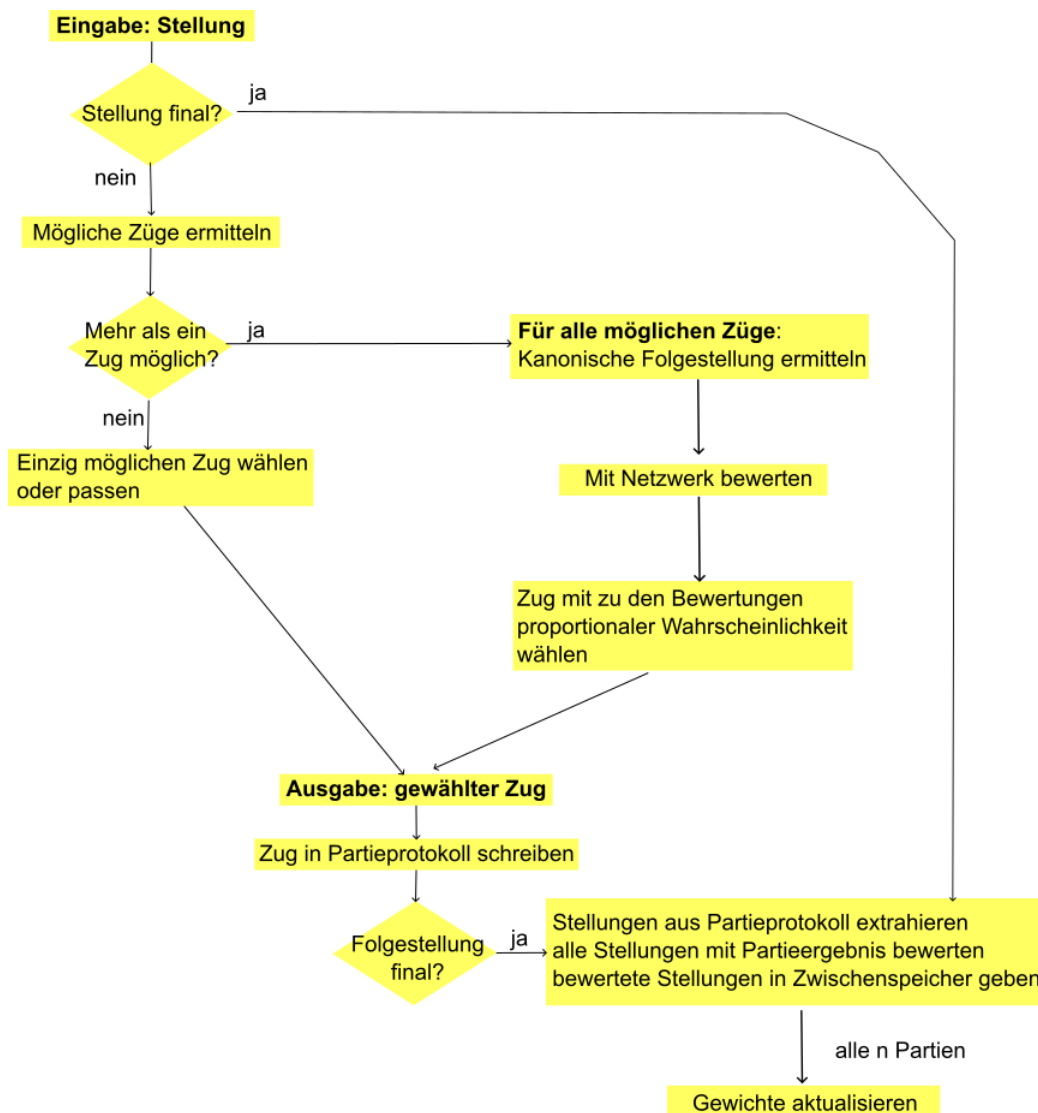 Eingabe: Stellung
ja
Stellung final?
nein
Mögliche Züge ermitteln
Mehr als ein
Zug möglich?
ja
Für alle möglichen Züge:
Kanonische Folgestellung ermitteln
nein
Einzig möglichen Zug wählen
oder passen
Mit Netzwerk bewerten
Zug mit zu den Bewertungen
proportionaler Wahrscheinlichkeit
wählen
Ausgabe: gewählter Zug
Zug in Partieprotokoll schreiben
Folgestellung
final?
ja
Stellungen aus Partieprotokoll extrahieren
alle Stellungen mit Partieergebnis bewerten
bewertete Stellungen in Zwischenspeicher geben
alle n Partien
Gewichte aktualisieren